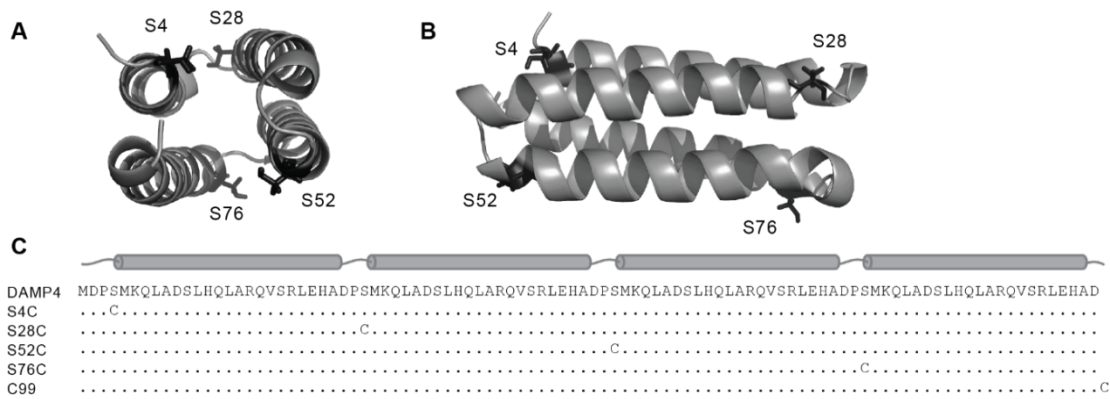 A
S4 S28
S76 S52
B
S4 S28
S52 S76
C
DAMP4 MDPSMKQLADSLHQLARQVSRLEHADPSMKQLADSLHQLARQVSRLEHADPSMKQLADSLHQLARQVSRLEHADPSMKQLADSLHQLARQVSRLEHAD
S4C ...C..............................................................................................
S28C ...........................C......................................................................
S52C ...................................................C..............................................
S76C ...........................................................................C......................
C99 ..................................................................................................C